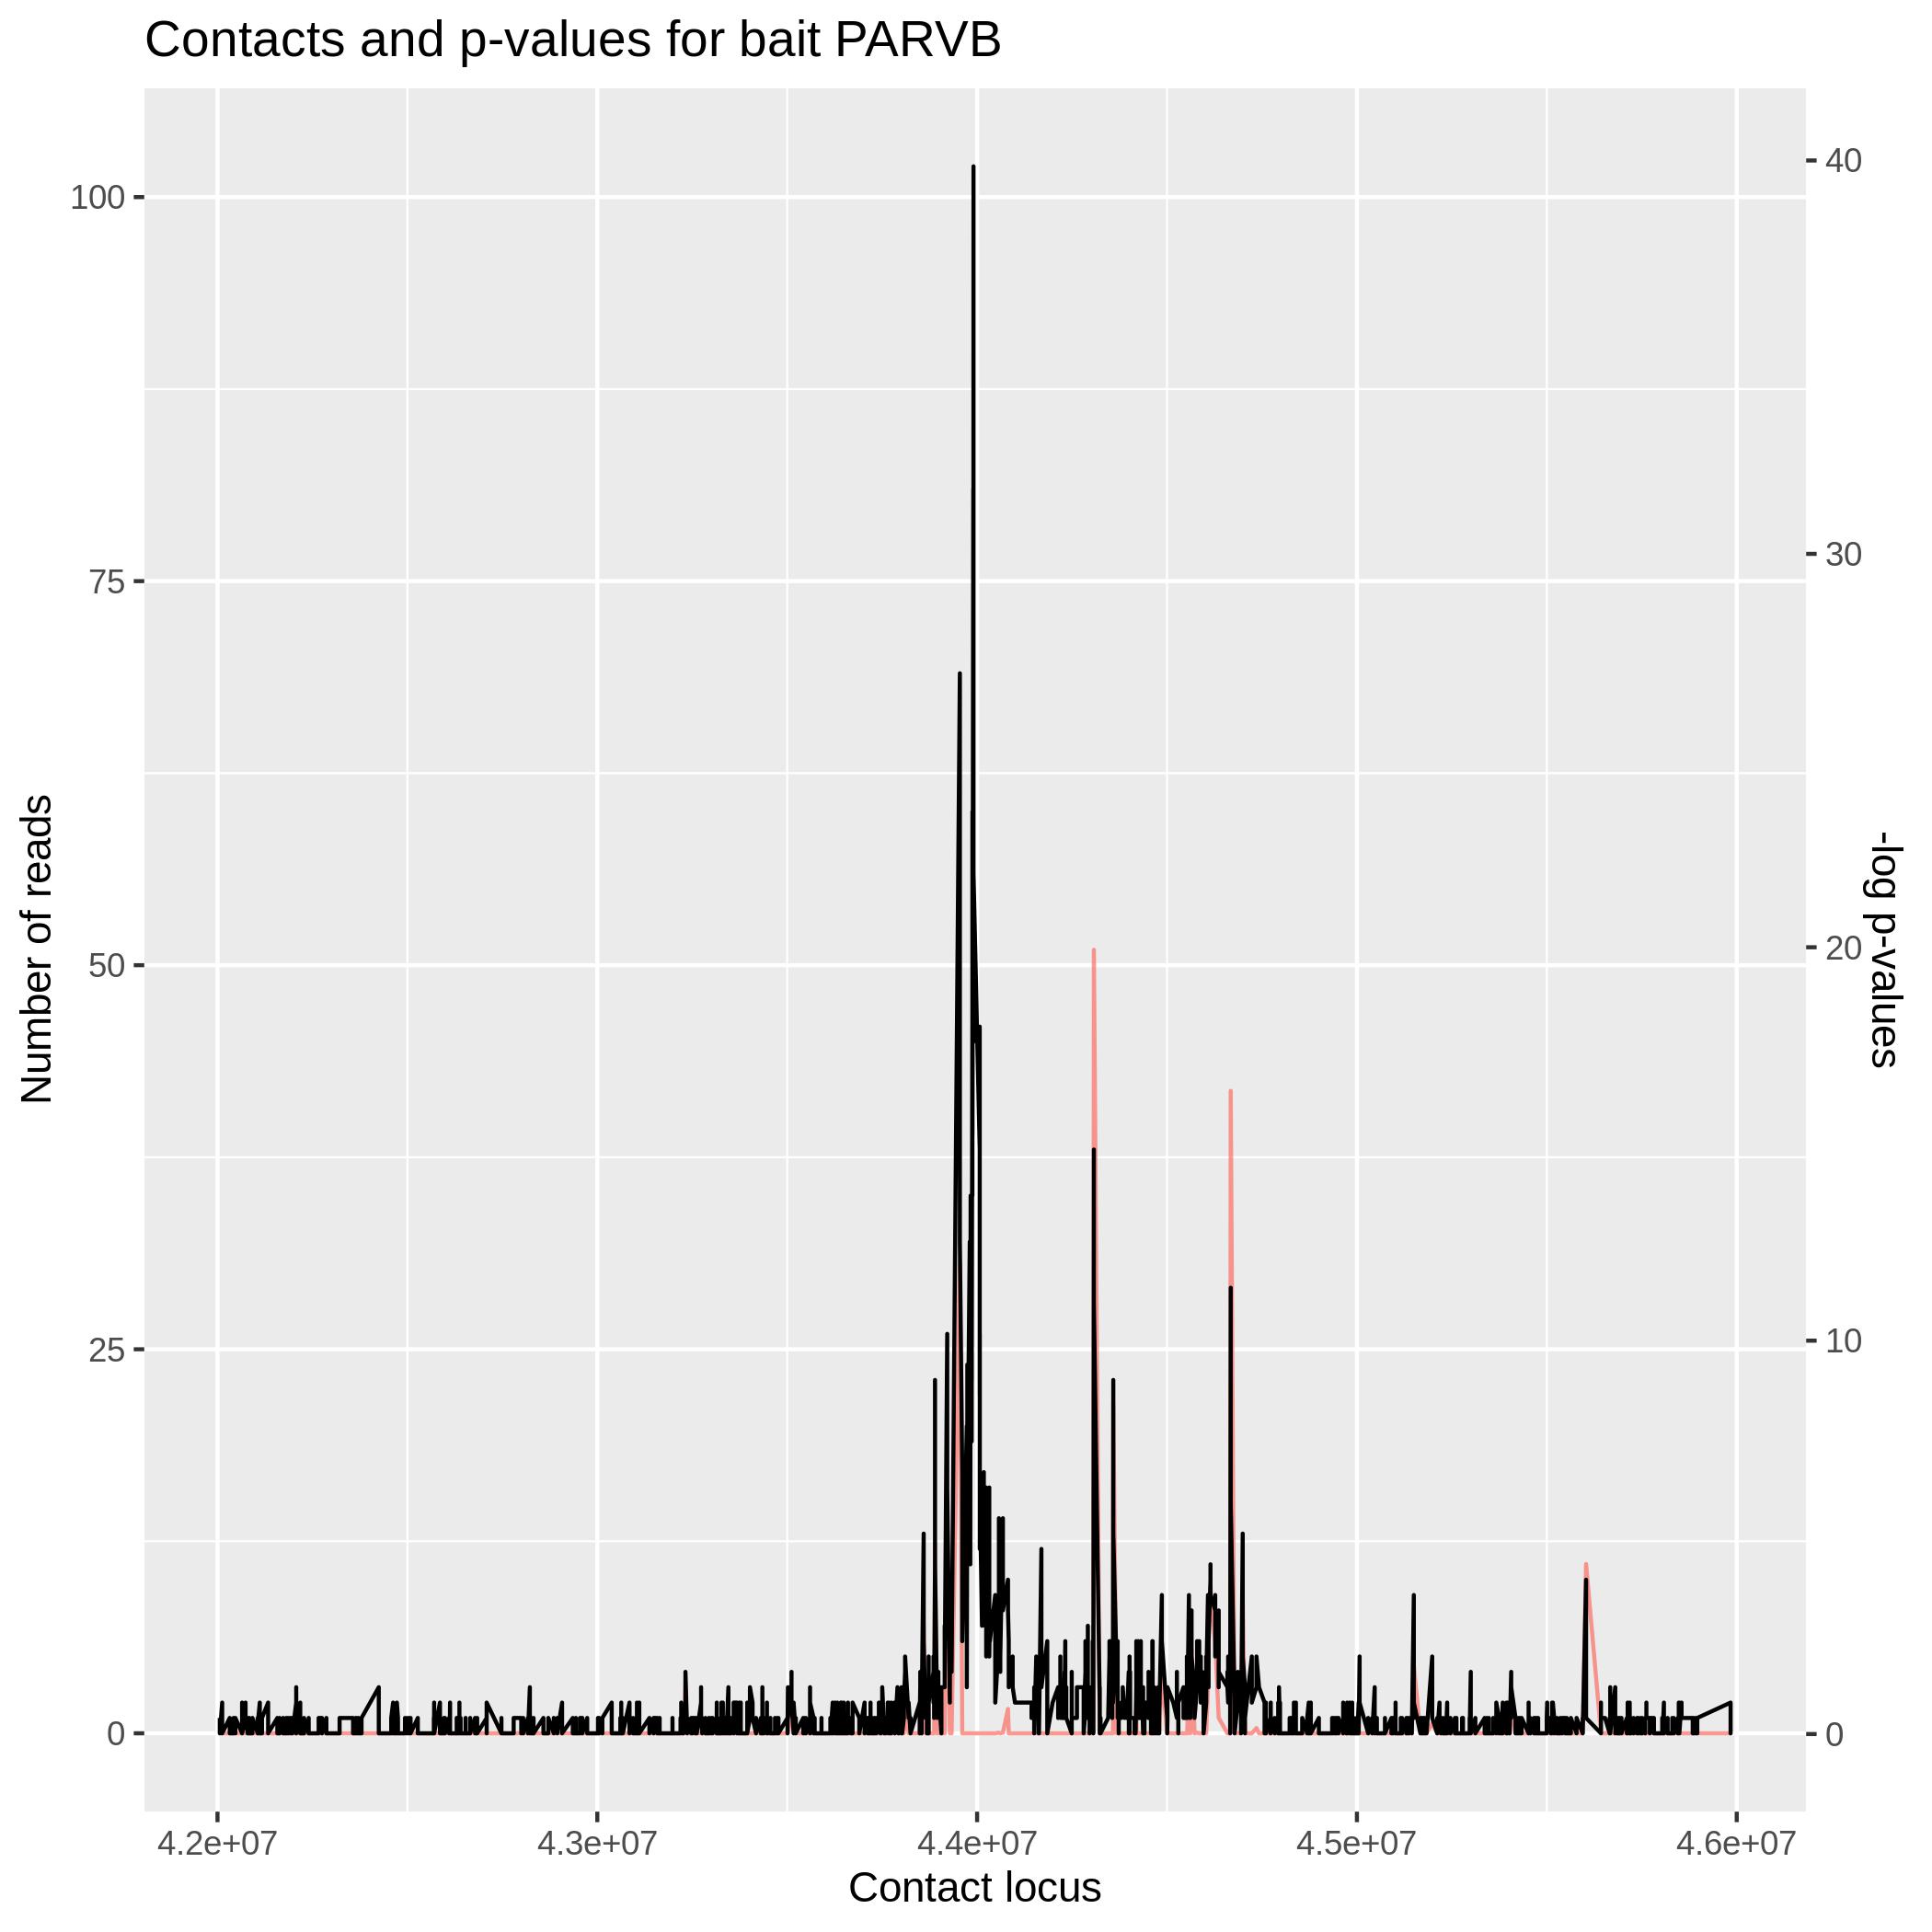 Contacts and p-values for bait PARVB
Number of reads
100
75
50
25
0
40
30
20
10
0
-log p-values
4.2e+07
4.3e+07
4.4e+07
4.5e+07
4.6e+07
Contact locus